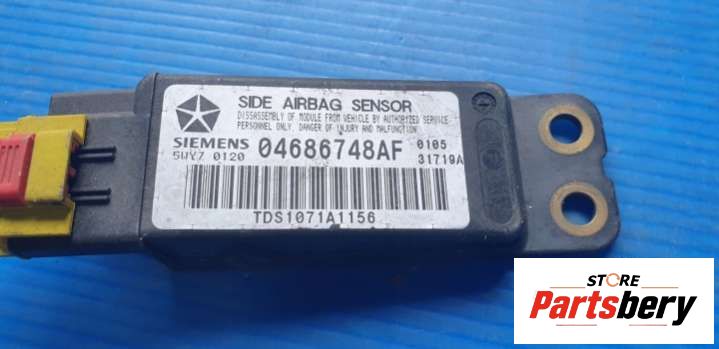 SIDE AIRBAG SENSOR
DISSASSEMBLY OF MODULE FROM VEHICLE BY AUTHORIZED SERVICE
PERSONNEL ONLY. DANGER OF INJURY AND MALFUNCTION
SIEMENS 04686748AF 0105
5WY7 0120 31719A
TDS1071A1156
STORE
Partsbery